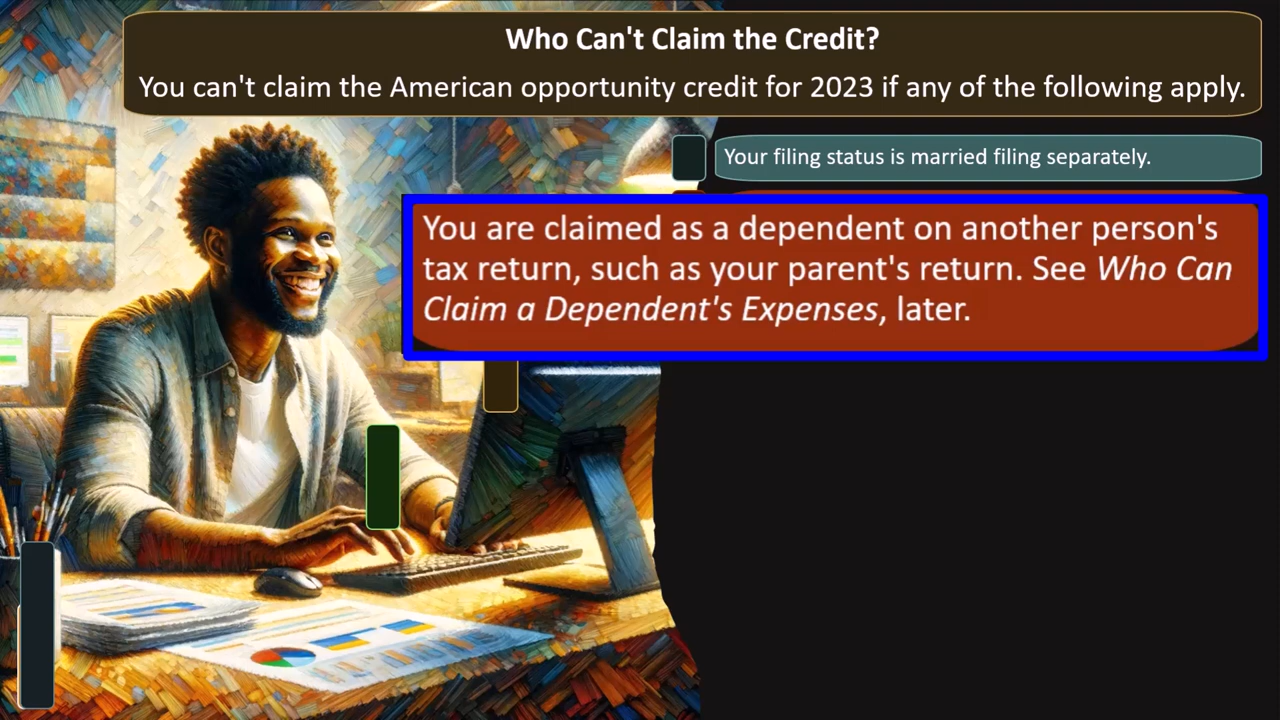 Who Can't Claim the Credit?
You can't claim the American opportunity credit for 2023 if any of the following apply.
Your filing status is married filing separately.
You are claimed as a dependent on another person's
tax return, such as your parent's return. See Who Can
Claim a Dependent's Expenses, later.